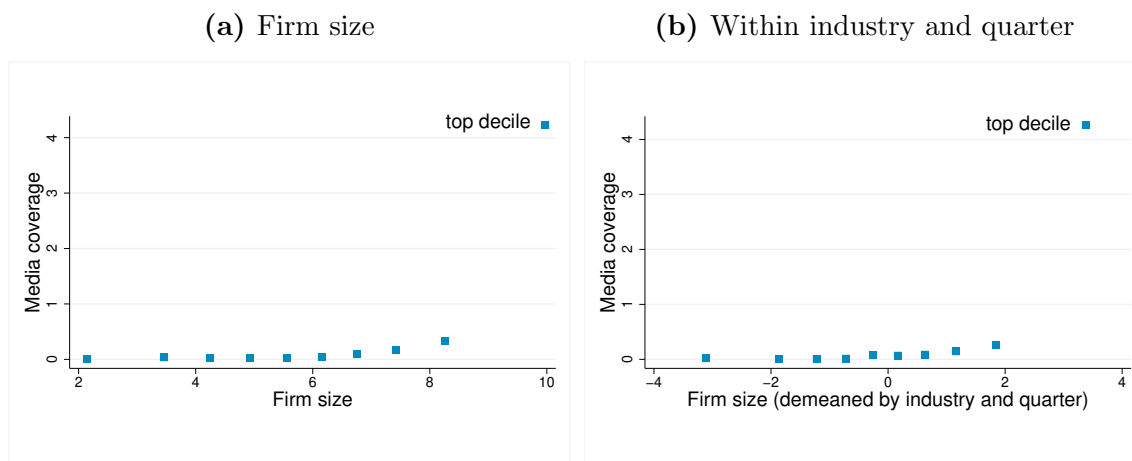 (a) Firm size
top decile
4
3
2
1
0
Media coverage
2 4 6 8 10
Firm size
(b) Within industry and quarter
top decile
4
3
2
1
0
Media coverage
−4 −2 0 2 4
Firm size (demeaned by industry and quarter)